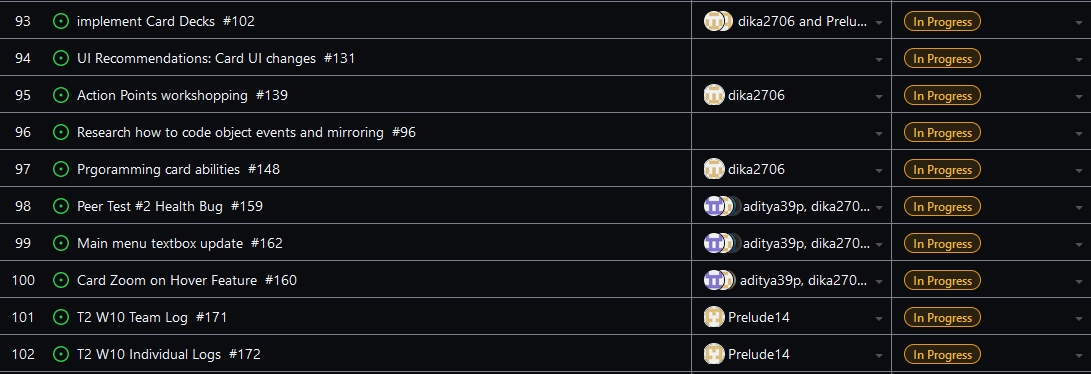 93 implement Card Decks #102 dika2706 and Prelu... In Progress
94 UI Recommendations: Card UI changes #131 In Progress
95 Action Points workshopping #139 dika2706 In Progress
96 Research how to code object events and mirroring #96 In Progress
97 Prgoramming card abilities #148 dika2706 In Progress
98 Peer Test #2 Health Bug #159 aditya39p, dika270... In Progress
99 Main menu textbox update #162 aditya39p, dika270... In Progress
100 Card Zoom on Hover Feature #160 aditya39p, dika270... In Progress
101 T2 W10 Team Log #171 Prelude14 In Progress
102 T2 W10 Individual Logs #172 Prelude14 In Progress